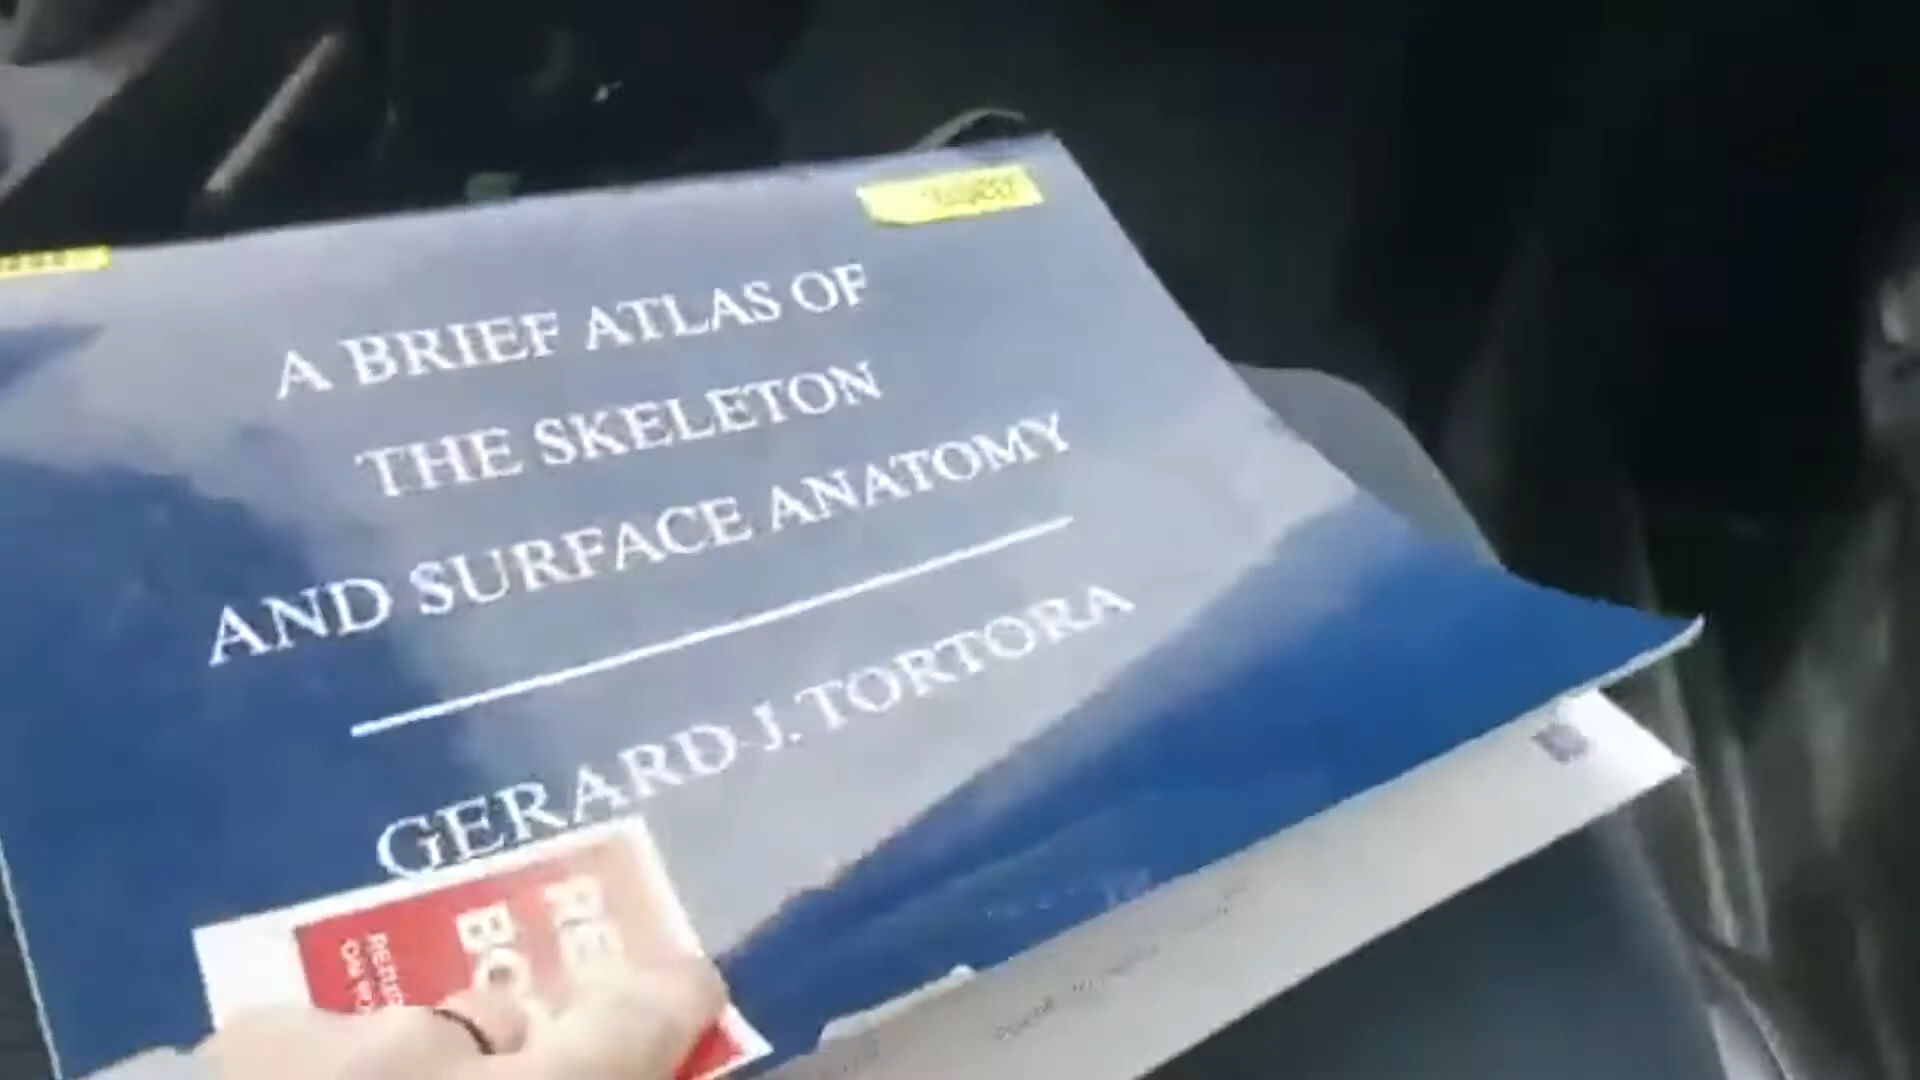 A BRIEF ATLAS OF
THE SKELETON
AND SURFACE ANATOMY
GERARD J. TORTORA